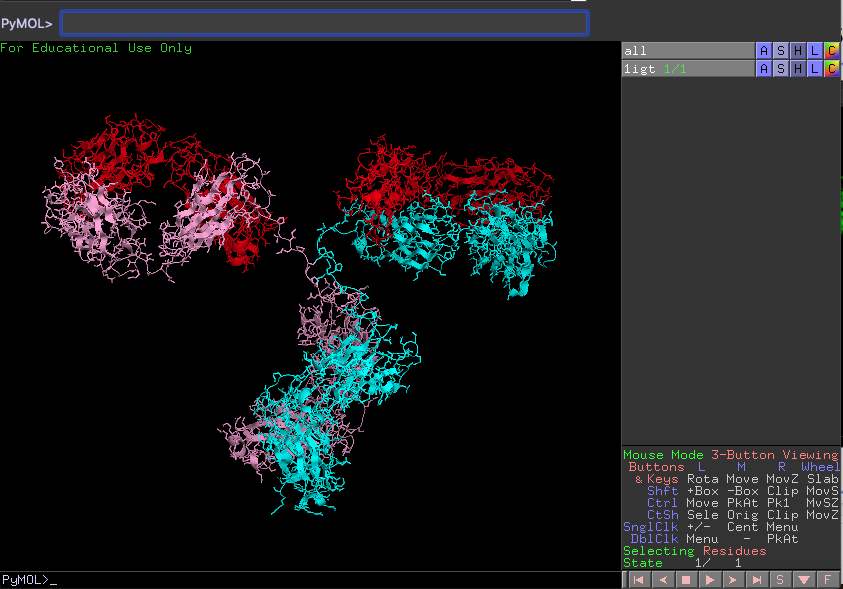 PyMOL>
For Educational Use Only
all A S H L C
1igt 1/1 A S H L C
Mouse Mode 3-Button Viewing
Buttons L M R Wheel
& Keys Rota Move MovZ Slab
Shft +Box -Box Clip MovS
Ctrl Move PkAt Pk1 MvSZ
CtSh Sele Orig Clip MovZ
SnglClk +/- Cent Menu
DblClk Menu - PkAt
Selecting Residues
State 1/ 1
PyMOL>_
S F